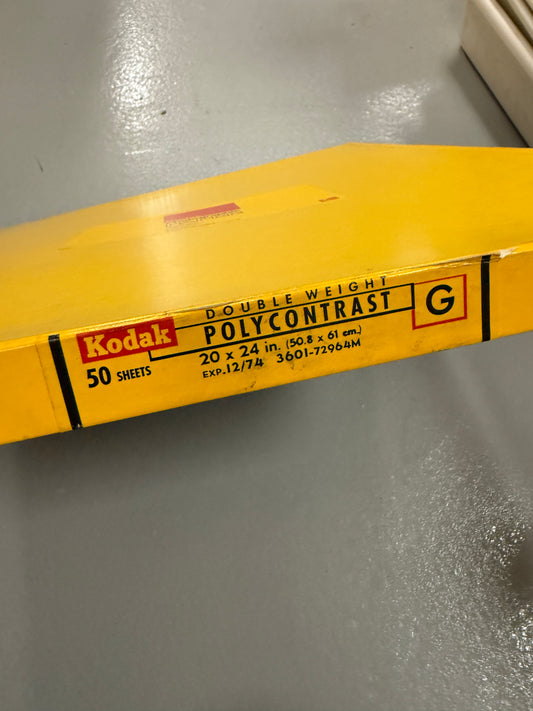 DOUBLE WEIGHT
Kodak POLYCONTRAST G
50 SHEETS 20 x 24 in. (50.8 x 61 cm.)
EXP.12/74 3601-72964M